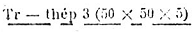 Tr — thép 3 (50 × 50 × 5)